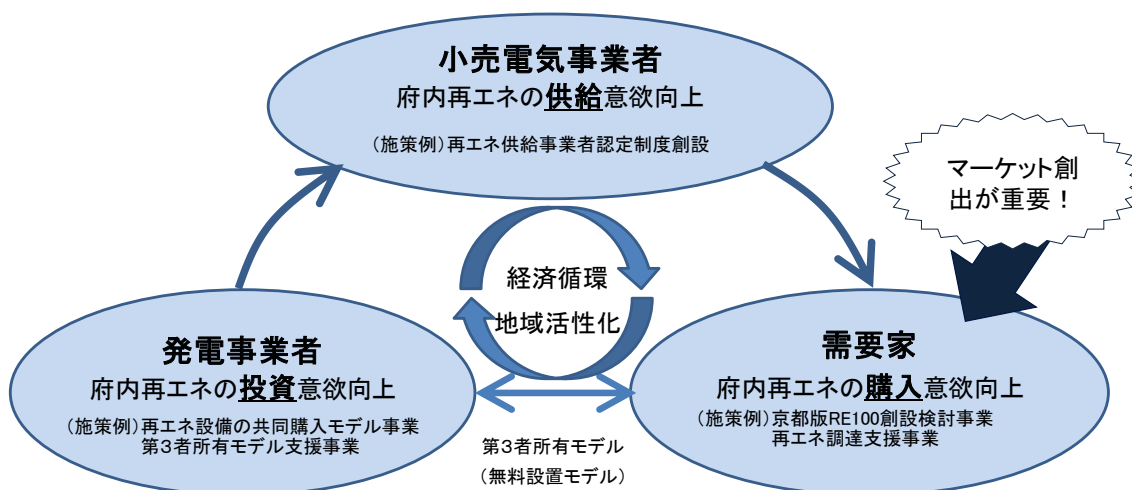 小売電気事業者
府内再エネの供給意欲向上
（施策例）再エネ供給事業者認定制度創設
マーケット創
出が重要！
経済循環
地域活性化
発電事業者
府内再エネの投資意欲向上
（施策例）再エネ設備の共同購入モデル事業
第３者所有モデル支援事業
需要家
府内再エネの購入意欲向上
（施策例）京都版RE100創設検討事業
再エネ調達支援事業
第３者所有モデル
（無料設置モデル）